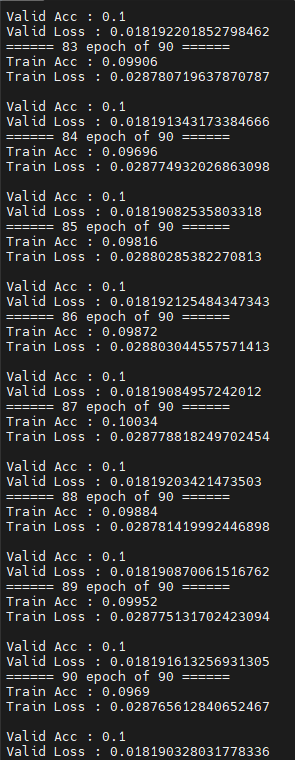 Valid Acc : 0.1
Valid Loss : 0.018192201852798462
====== 83 epoch of 90 ======
Train Acc : 0.09906
Train Loss : 0.028780719637870787
Valid Acc : 0.1
Valid Loss : 0.018191343173384666
====== 84 epoch of 90 ======
Train Acc : 0.09696
Train Loss : 0.028774932026863098
Valid Acc : 0.1
Valid Loss : 0.01819082535803318
====== 85 epoch of 90 ======
Train Acc : 0.09816
Train Loss : 0.02880285382270813
Valid Acc : 0.1
Valid Loss : 0.018192125484347343
====== 86 epoch of 90 ======
Train Acc : 0.09872
Train Loss : 0.028803044557571413
Valid Acc : 0.1
Valid Loss : 0.01819084957242012
====== 87 epoch of 90 ======
Train Acc : 0.10034
Train Loss : 0.028778818249702454
Valid Acc : 0.1
Valid Loss : 0.01819203421473503
====== 88 epoch of 90 ======
Train Acc : 0.09884
Train Loss : 0.028781419992446898
Valid Acc : 0.1
Valid Loss : 0.018190870061516762
====== 89 epoch of 90 ======
Train Acc : 0.09952
Train Loss : 0.028775131702423094
Valid Acc : 0.1
Valid Loss : 0.018191613256931305
====== 90 epoch of 90 ======
Train Acc : 0.0969
Train Loss : 0.028765612840652467
Valid Acc : 0.1
Valid Loss : 0.018190328031778336